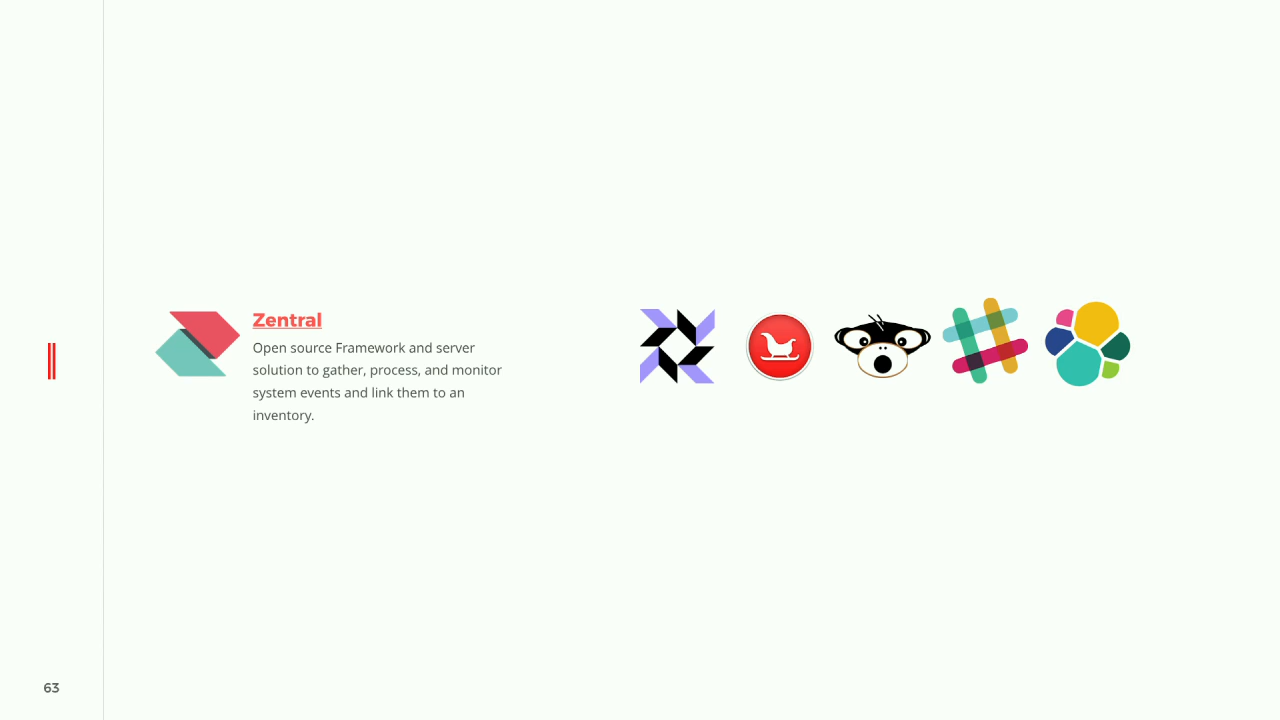 Zentral
Open source Framework and server
solution to gather, process, and monitor
system events and link them to an
inventory.
63